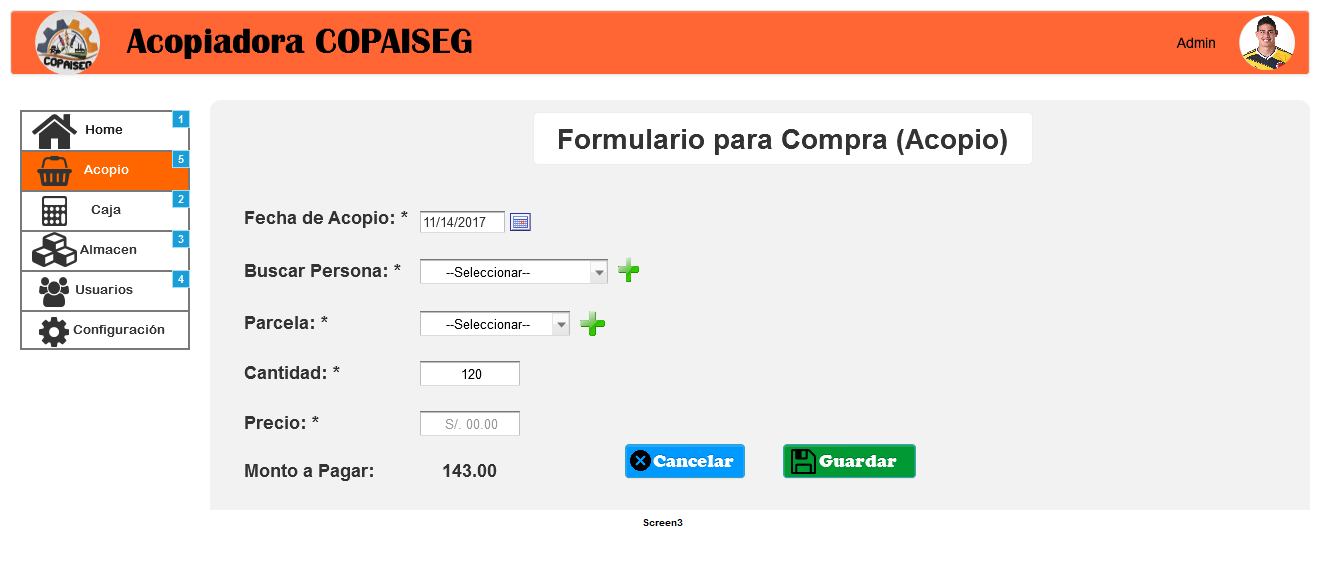 COPAISEG
Acopiadora COPAISEG
Admin
Home 1
Acopio 5
Caja 2
Almacen 3
Usuarios 4
Configuración
Formulario para Compra (Acopio)
Fecha de Acopio: * 11/14/2017
Buscar Persona: * --Seleccionar--
Parcela: * --Seleccionar--
Cantidad: * 120
Precio: * S/. 00.00
Monto a Pagar: 143.00
Cancelar Guardar
Screen3